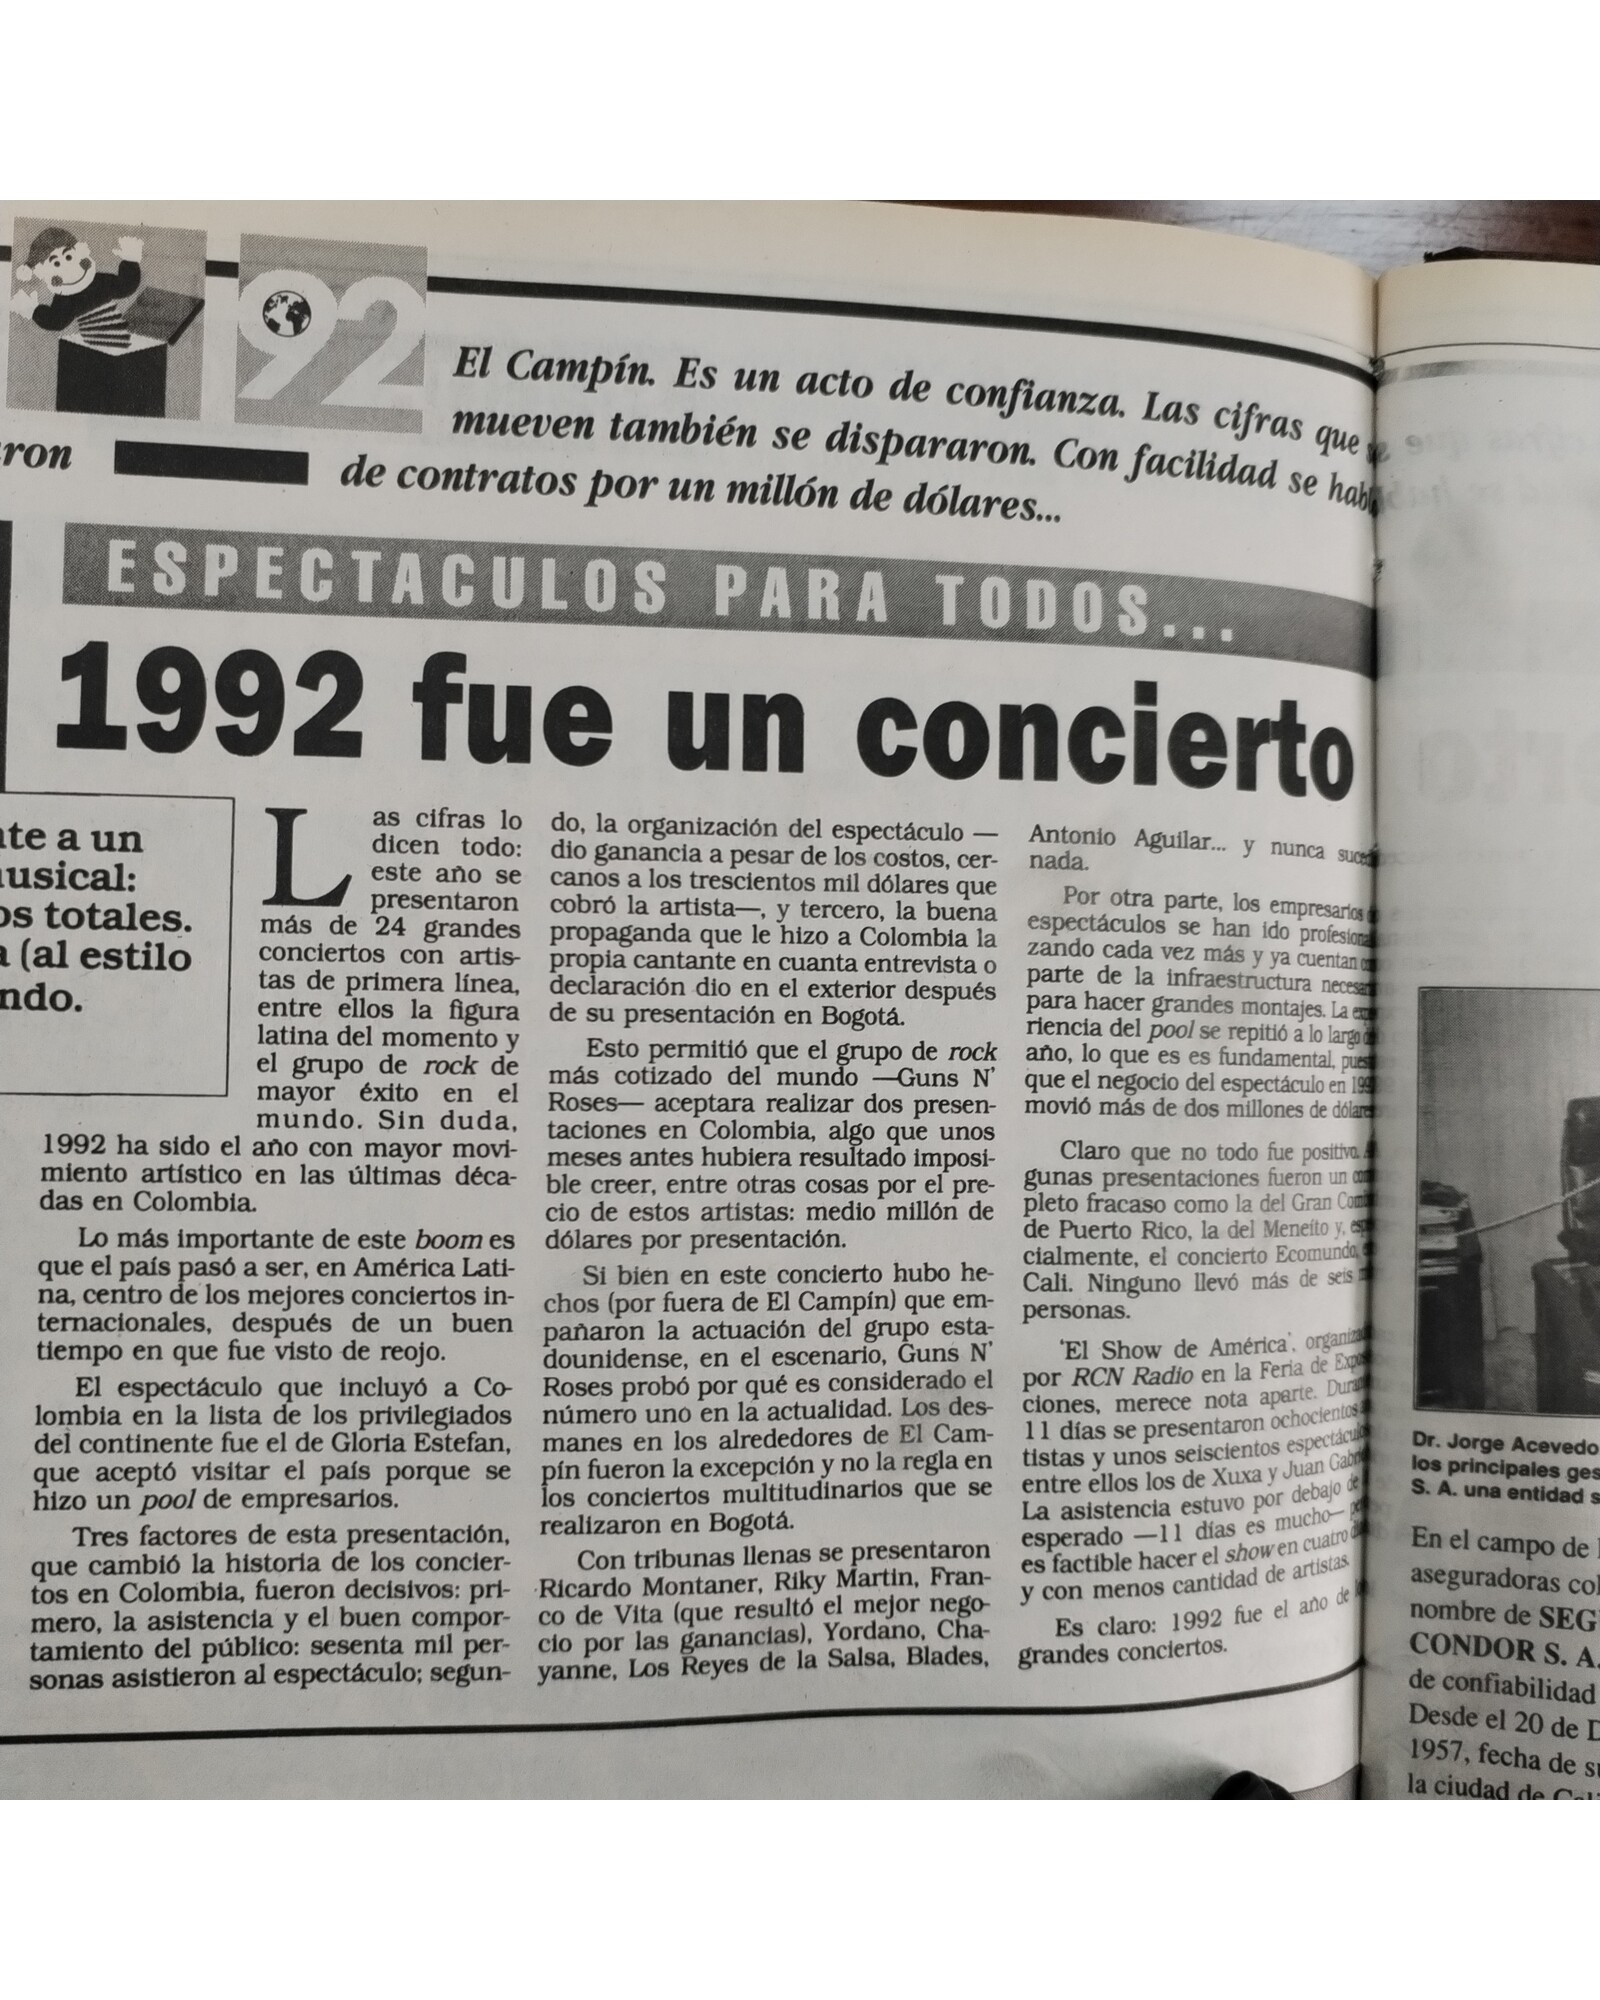 92
El Campín. Es un acto de confianza. Las cifras que
mueven también se dispararon. Con facilidad se
de contratos por un millón de dólares...
ESPECTACULOS PARA TODOS...
1992 fue un concierto
a un
os totales.
(al estilo
Las cifras lo
dicen todo:
este año se
presentaron
más de 24 grandes
conciertos con artis-
tas de primera línea,
entre ellos la figura
latina del momento y
el grupo de rock de
mayor éxito en el
mundo. Sin duda,
1992 ha sido el año con mayor movi-
miento artístico en las últimas déca-
das en Colombia.
Lo más importante de este boom es
que el país pasó a ser, en América Lati-
na, centro de los mejores conciertos in-
ternacionales, después de un buen
tiempo en que fue visto de reojo.
El espectáculo que incluyó a Co-
lombia en la lista de los privilegiados
del continente fue el de Gloria Estefan,
que aceptó visitar el país porque se
hizo un pool de empresarios.
Tres factores de esta presentación,
que cambió la historia de los concier-
tos en Colombia, fueron decisivos: pri-
mero, la asistencia y el buen compor-
tamiento del público: sesenta mil per-
sonas asistieron al espectáculo; segun-
do, la organización del espectáculo —
dio ganancia a pesar de los costos, cer-
canos a los trescientos mil dólares que
cobró la artista—, y tercero, la buena
propaganda que le hizo a Colombia la
propia cantante en cuanta entrevista o
declaración dio en el exterior después
de su presentación en Bogotá.
Esto permitió que el grupo de rock
más cotizado del mundo —Guns N'
Roses— aceptara realizar dos presen-
taciones en Colombia, algo que unos
meses antes hubiera resultado imposi-
ble creer, entre otras cosas por el pre-
cio de estos artistas: medio millón de
dólares por presentación.
Si bien en este concierto hubo he-
chos (por fuera de El Campín) que em-
pañaron la actuación del grupo esta-
dounidense, en el escenario, Guns N'
Roses probó por qué es considerado el
número uno en la actualidad. Los des-
manes en los alrededores de El Cam-
pín fueron la excepción y no la regla en
los conciertos multitudinarios que se
realizaron en Bogotá.
Con tribunas llenas se presentaron
Ricardo Montaner, Riky Martin, Fran-
co de Vita (que resultó el mejor nego-
cio por las ganancias), Yordano, Cha-
yanne, Los Reyes de la Salsa, Blades,
Antonio Aguilar... y nunca
nada.
Por otra parte, los empresarios
espectáculos se han ido
zando cada vez más y ya cuentan
parte de la infraestructura
para hacer grandes montajes. La
riencia del pool se repitió a lo largo
año, lo que es es fundamental,
que el negocio del espectáculo en
movió más de dos millones de
Claro que no todo fue positivo.
gunas presentaciones fueron un
pleto fracaso como la del Gran
de Puerto Rico, la del Meneíto y,
cialmente, el concierto Ecomundo,
Cali. Ninguno llevó más de seis
personas.
'El Show de América',
por RCN Radio en la Feria de
ciones, merece nota aparte.
11 días se presentaron ochocientos
tistas y unos seiscientos
entre ellos los de Xuxa y Juan
La asistencia estuvo por debajo
esperado —11 días es mucho—
es factible hacer el show en cuatro
y con menos cantidad de artistas.
Es claro: 1992 fue el año de
grandes conciertos.
Dr. Jorge Acevedo
los principales
S. A. una entidad
En el campo de
aseguradoras
nombre de
CONDOR S. A.
de confiabilidad
Desde el 20 de
1957, fecha de
la ciudad de